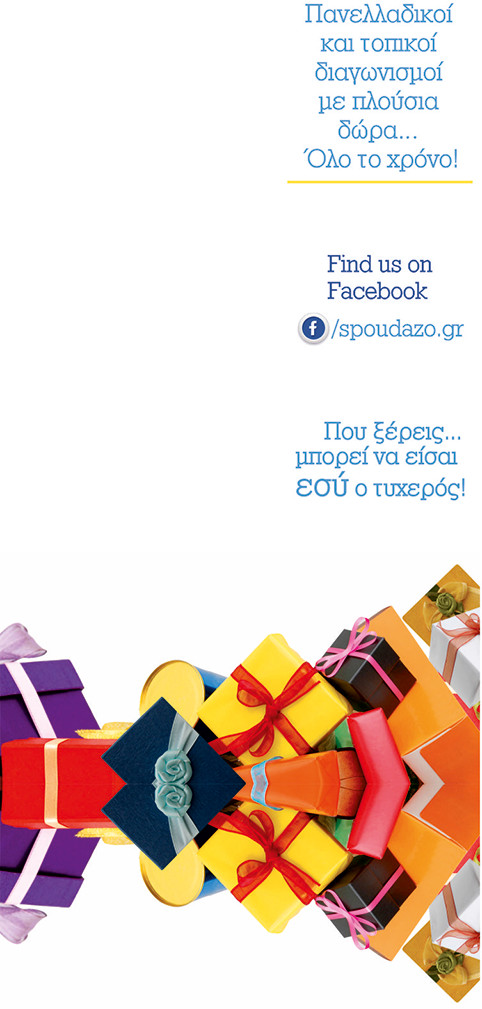 Πανελλαδικοί
και τοπικοί
διαγωνισμοί
με πλούσια
δώρα...
Όλο το χρόνο!
Find us on
Facebook
f/spoudazo.gr
Που ξέρεις...
μπορεί να είσαι
εσύ ο τυχερός!